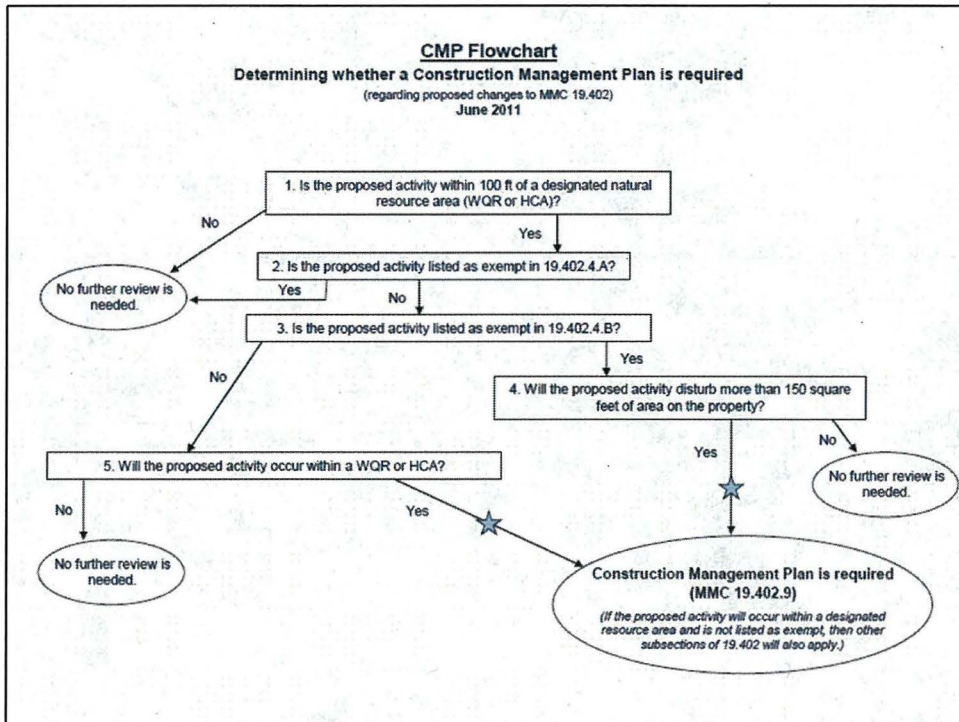 CMP Flowchart
Determining whether a Construction Management Plan is required
(regarding proposed changes to MMC 19.402)
June 2011
1. Is the proposed activity within 100 ft of a designated natural
resource area (WQR or HCA)?
No
Yes
2. Is the proposed activity listed as exempt in 19.402.4.A?
No further review is
needed.
Yes
No
3. Is the proposed activity listed as exempt in 19.402.4.B?
No
Yes
4. Will the proposed activity disturb more than 150 square
feet of area on the property?
Yes
No
No further review is
needed.
5. Will the proposed activity occur within a WQR or HCA?
No
Yes
No further review is
needed.
Construction Management Plan is required
(MMC 19.402.9)
(If the proposed activity will occur within a designated
resource area and is not listed as exempt, then other
subsections of 19.402 will also apply.)